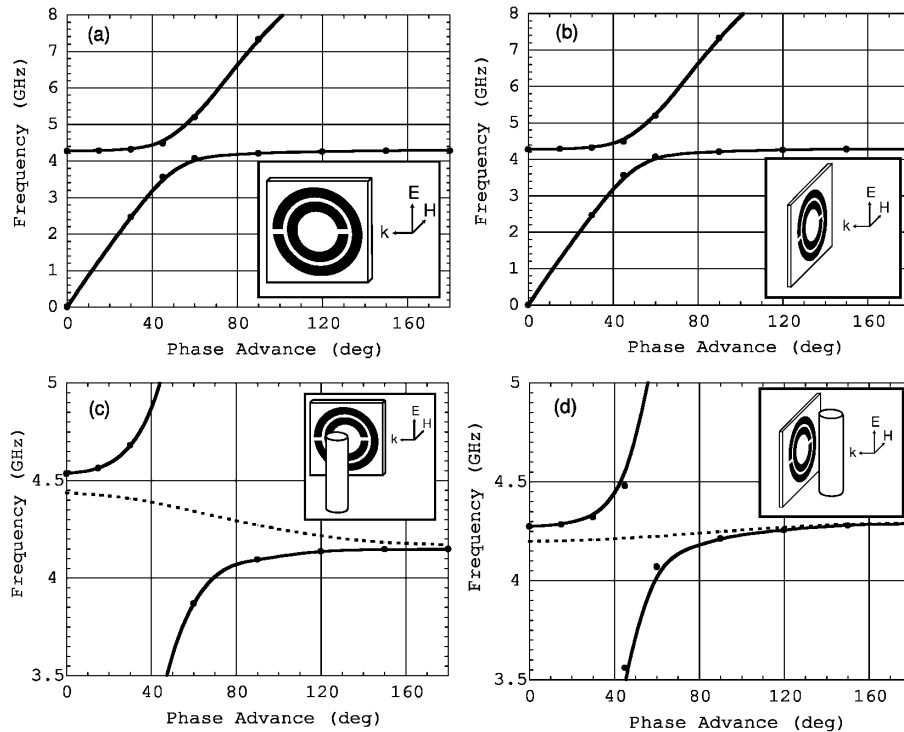 (a)
8
7
6
5
4
3
2
1
0
Frequency (GHz)
E
H
k
0 40 80 120 160
Phase Advance (deg)
(b)
8
7
6
5
4
3
2
1
0
Frequency (GHz)
E
H
k
0 40 80 120 160
Phase Advance (deg)
(c)
5
4.5
4
3.5
Frequency (GHz)
E
H
k
0 40 80 120 160
Phase Advance (deg)
(d)
5
4.5
4
3.5
Frequency (GHz)
E
H
k
0 40 80 120 160
Phase Advance (deg)